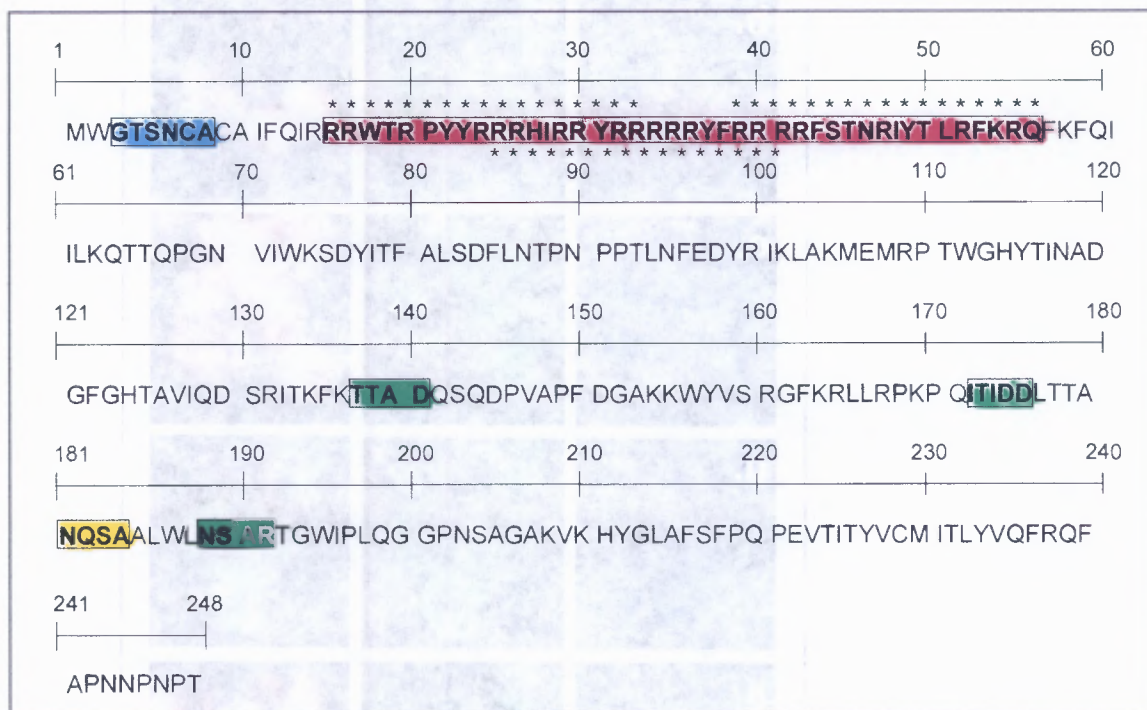 1 10 20 30 40 50 60
* * * * * * * * * * * * * * * * * * * * * * * * * * * * * * * * * * * *
MWGTSNCACA IFQIRRRWTR PYYRRRHIRR YRRRRRYFRR RRFSTNRIYT LRFKRQFKFQI
* * * * * * * * * * * * * * * * *
61 70 80 90 100 110 120
ILKQTTQPGN VIWKSDYITF ALSDFLNTPN PPTLNFEDYR IKLAKMEMRP TWGHYTINAD
121 130 140 150 160 170 180
GFGHTAVIQD SRITKFKTTA DQSQDPVAPF DGAKKWYVS RGFKRLLRPKP QITIDDLTTA
181 190 200 210 220 230 240
NQSAALWLNS ARTGWIPLQG GPNSAGAKVK HYGLAFSFPQ PEVTITYVCM ITLYVQFRQF
241 248
APNNPNPT